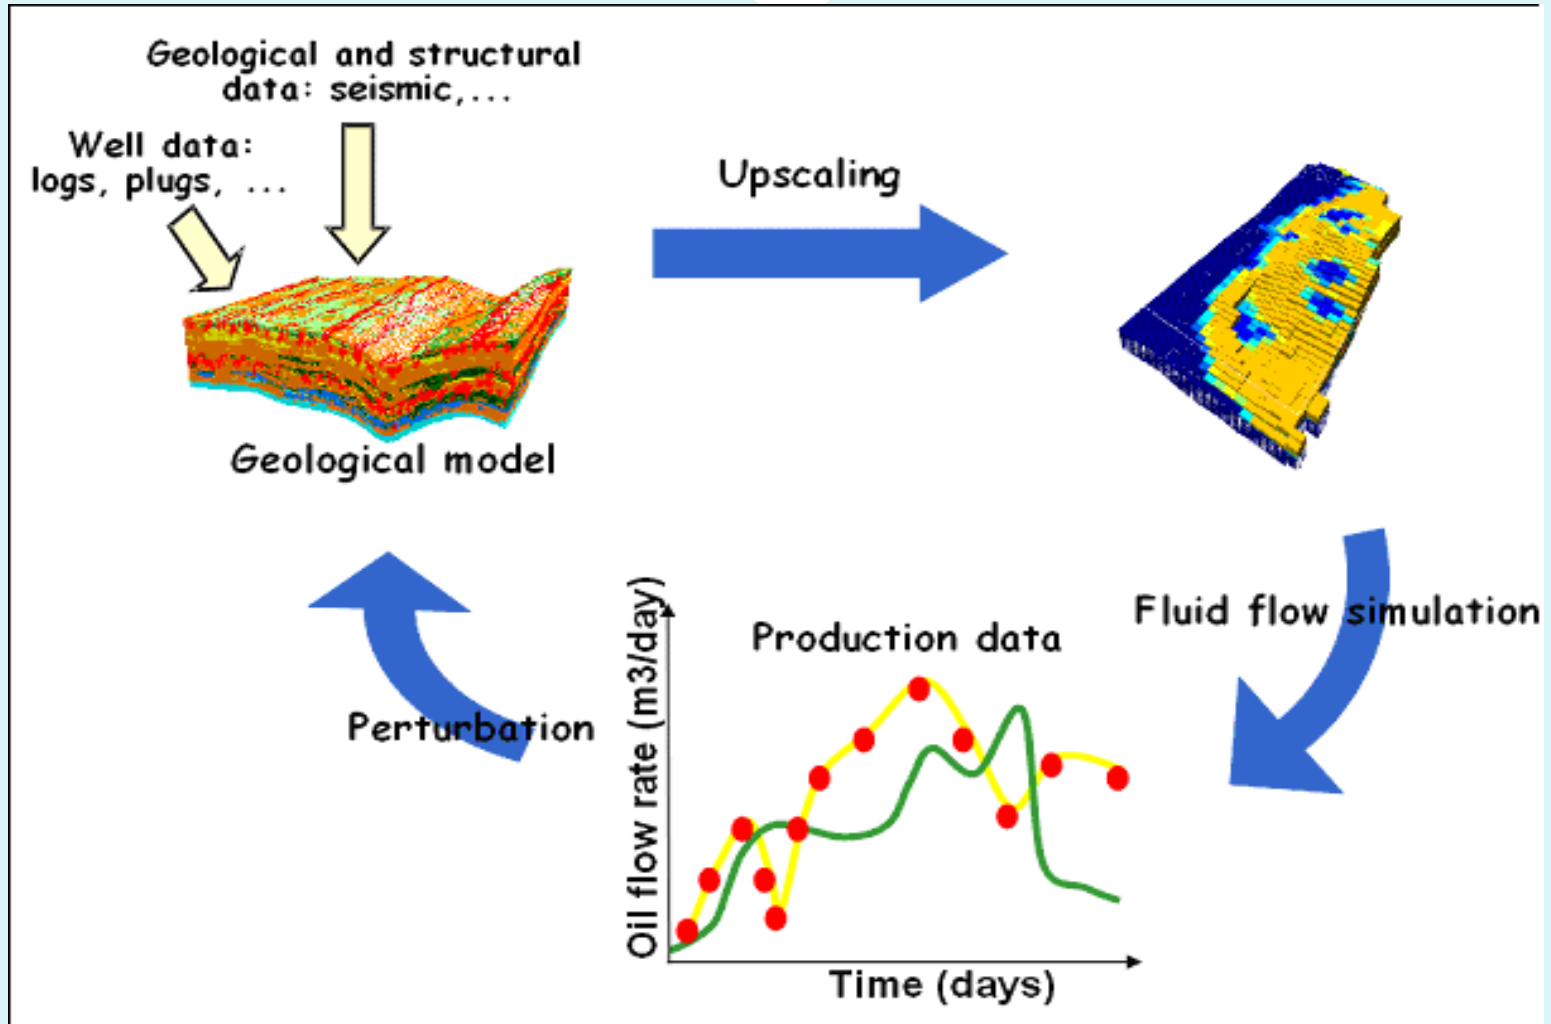 Geological and structural
data: seismic,...
Well data:
logs, plugs, ...
Upscaling
Geological model
Fluid flow simulation
Production data
Perturbation
Oil flow rate (m3/day)
Time (days)